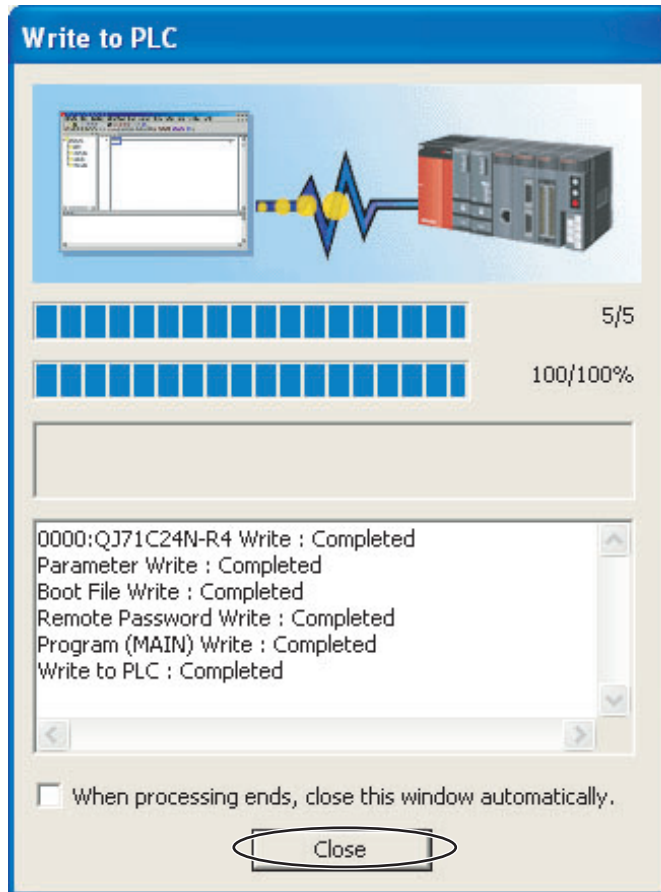 Write to PLC
5/5
100/100%
0000:QJ71C24N-R4 Write : Completed
Parameter Write : Completed
Boot File Write : Completed
Remote Password Write : Completed
Program (MAIN) Write : Completed
Write to PLC : Completed
When processing ends, close this window automatically.
Close